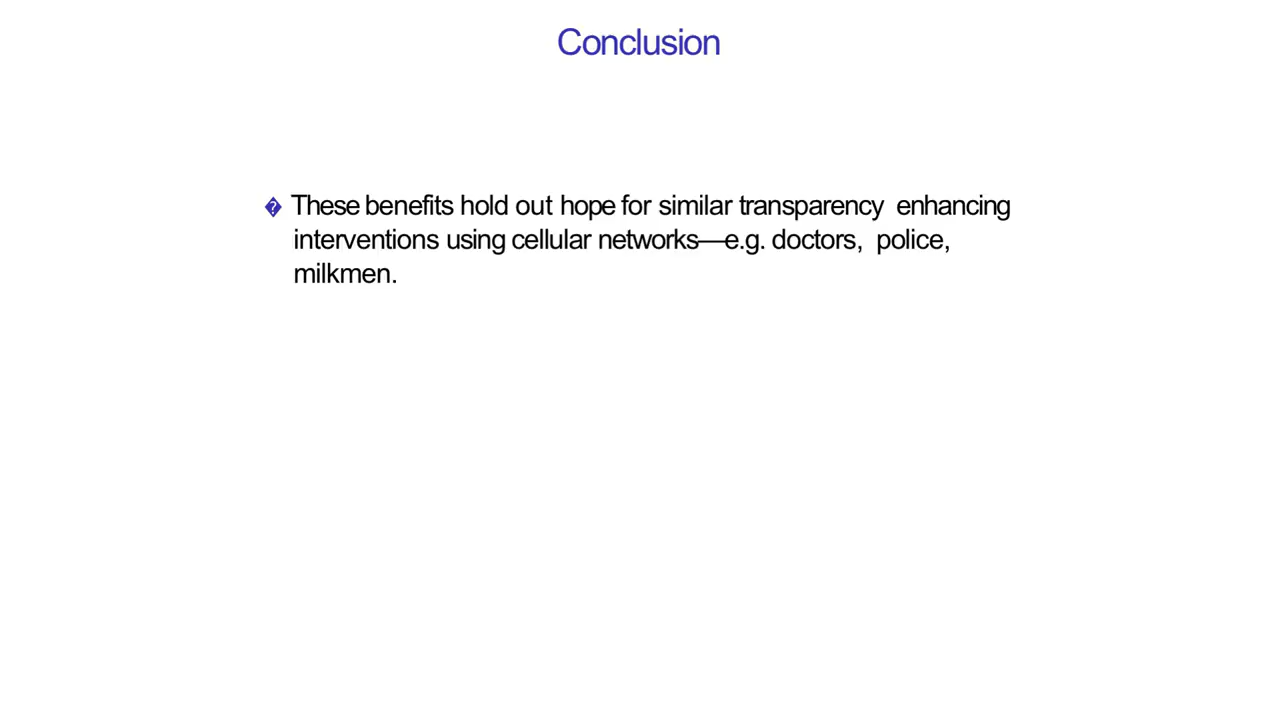 Conclusion
� These benefits hold out hope for similar transparency enhancing
interventions using cellular networks—e.g. doctors, police,
milkmen.